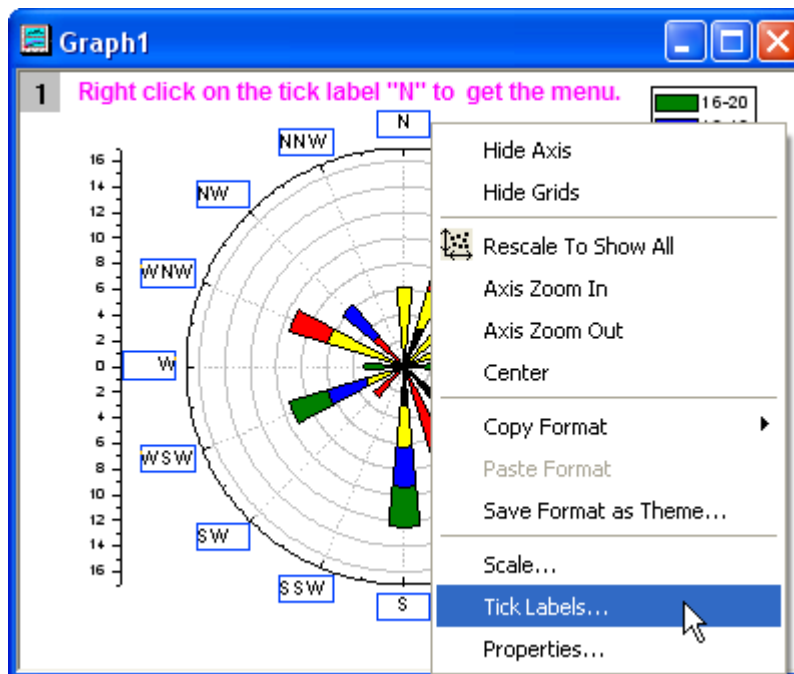 Graph1
1
Right click on the tick label "N" to get the menu.
16-20
N
NNW
NW
WNW
W
WSW
SW
SSW
S
16
14
12
10
8
6
4
2
0
2
4
6
8
10
12
14
16
Hide Axis
Hide Grids
Rescale To Show All
Axis Zoom In
Axis Zoom Out
Center
Copy Format
Paste Format
Save Format as Theme...
Scale...
Tick Labels...
Properties...